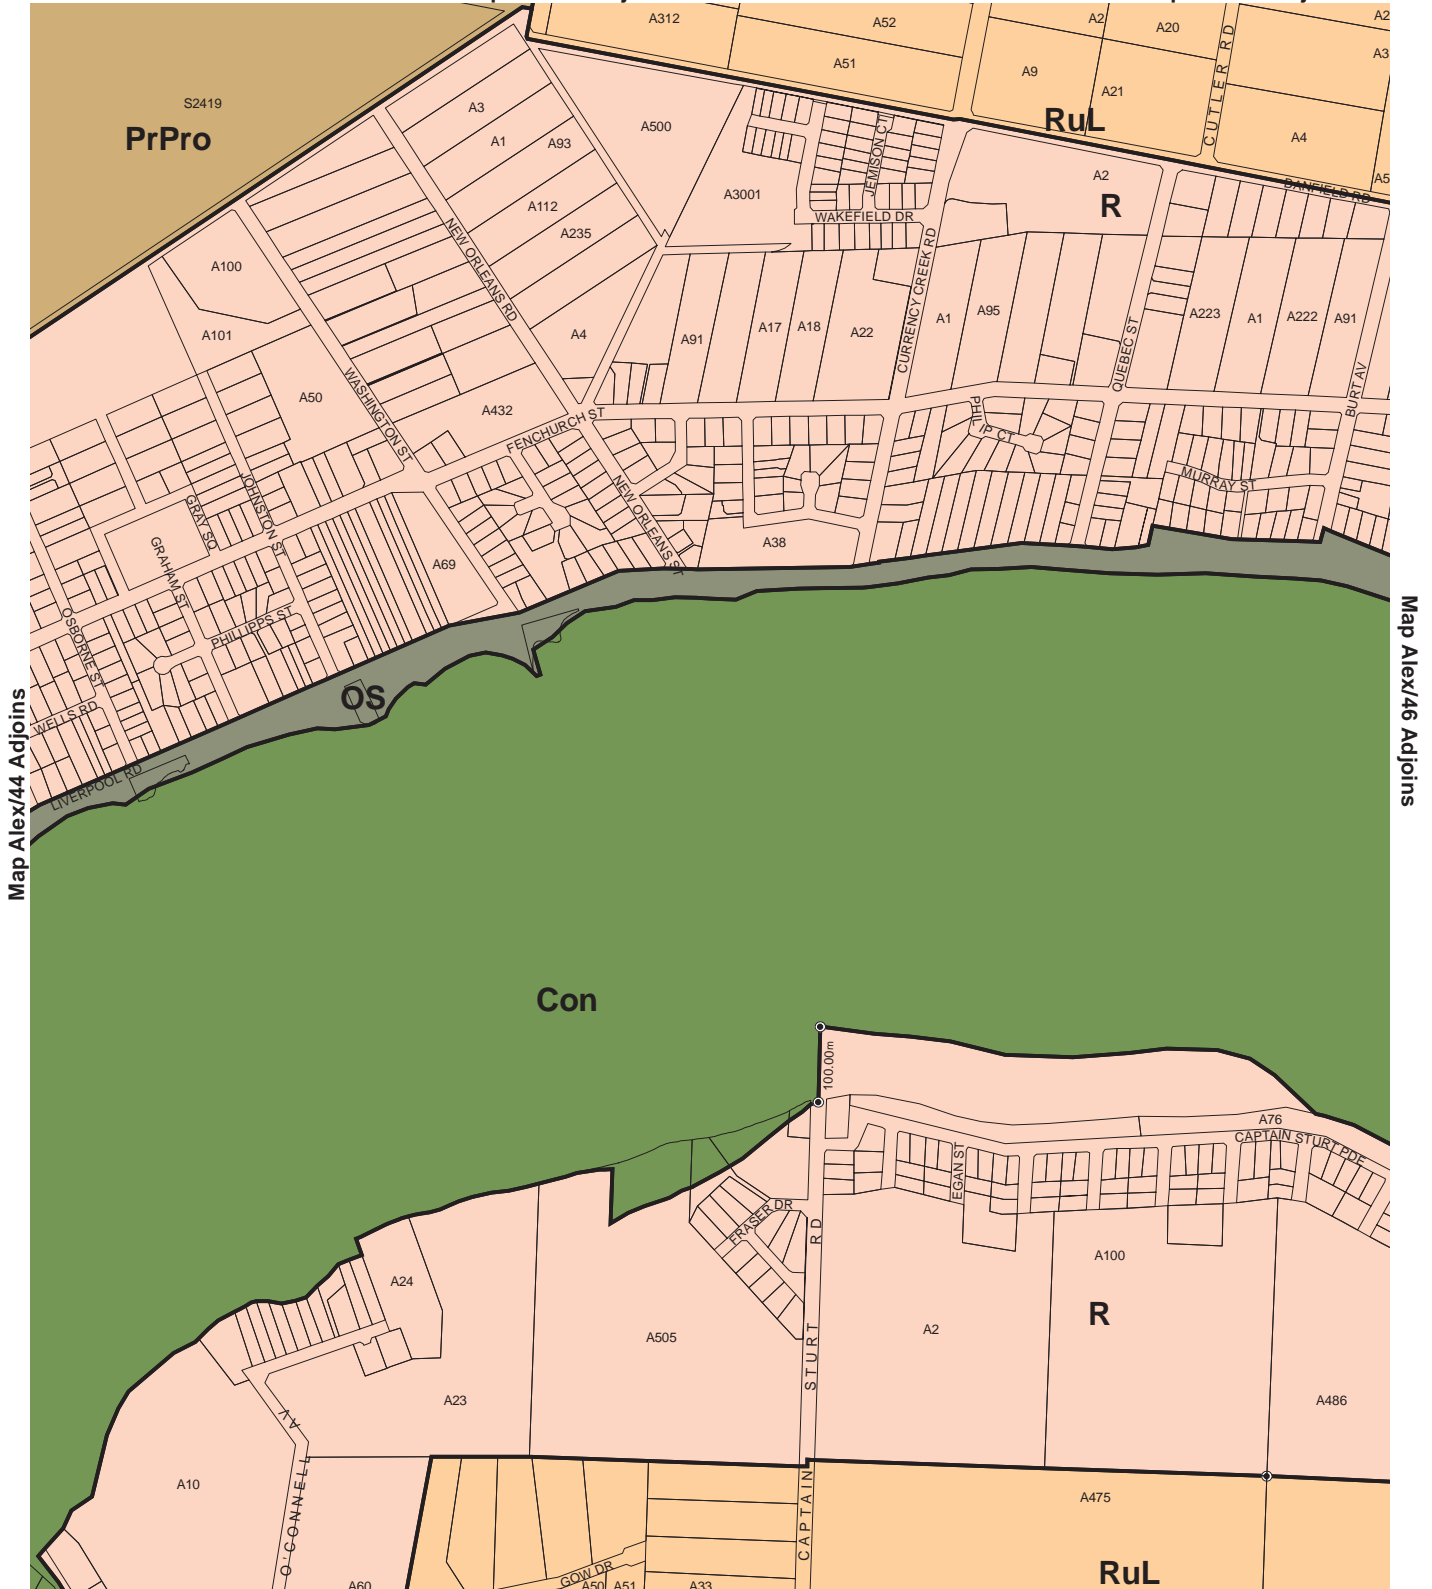 A312
A52
A2
A20
A2
A51
A3
A9
A21
CUTLER RD
S2419
PrPro
RuL
A3
A1
A93
A500
A4
JEMISON CT
A2
A5
BANFIELD RD
A3001
R
A112
A235
WAKEFIELD DR
NEW ORLEANS RD
CURRENCY CREEK RD
A100
A101
A4
A91
A17
A18
A22
A1
A95
A223
A1
A222
A91
QUEBEC ST
WASHINGTON ST
A50
A432
BURT AV
FENCHURCH ST
PHILIP CT
MURRAY ST
JOHNSTON ST
GRAY SQ
NEW ORLEANS ST
A38
GRAHAM ST
A69
OSBORNE ST
PHILLIPPS ST
Map Alex/44 Adjoins
Map Alex/46 Adjoins
OS
WELLS RD
LIVERPOOL RD
Con
100.00m
A76
CAPTAIN STURT PDE
EGAN ST
FRASER DR
A24
A100
R
A505
A2
CAPTAIN STURT RD
A23
A486
O'CONNELL AV
A10
A475
GOW DR
RuL
A60
A50
A51
A33